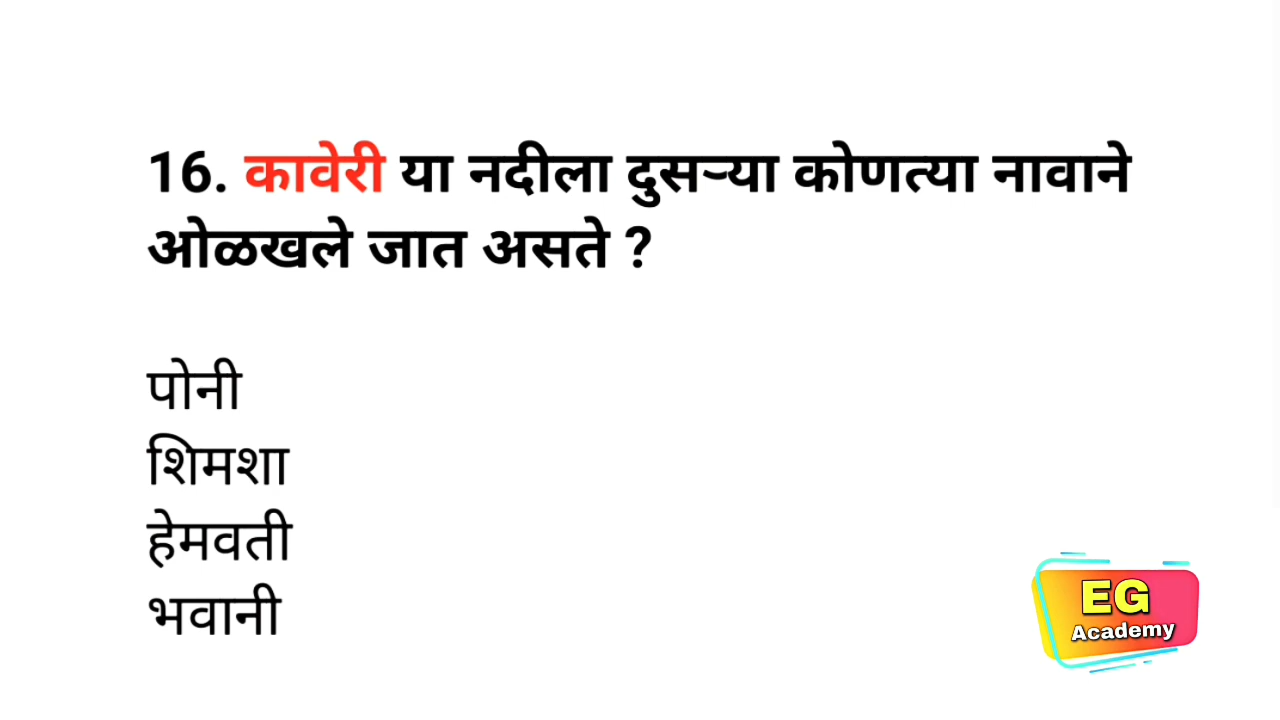 16. कावेरी या नदीला दुसऱ्या कोणत्या नावाने
ओळखले जात असते ?
पोनी
शिमशा
हेमवती
भवानी
EG
Academy